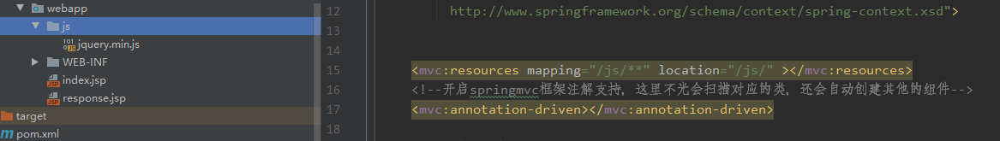 webapp
js
jquery.min.js
WEB-INF
index.jsp
response.jsp
target
pom.xml
12 http://www.springframework.org/schema/context/spring-context.xsd">
13
14
15 <mvc:resources mapping="/js/**" location="/js/" ></mvc:resources>
16 <!--开启springmvc框架注解支持, 这里不光会扫描对应的类, 还会自动创建其他的组件-->
17 <mvc:annotation-driven></mvc:annotation-driven>
18